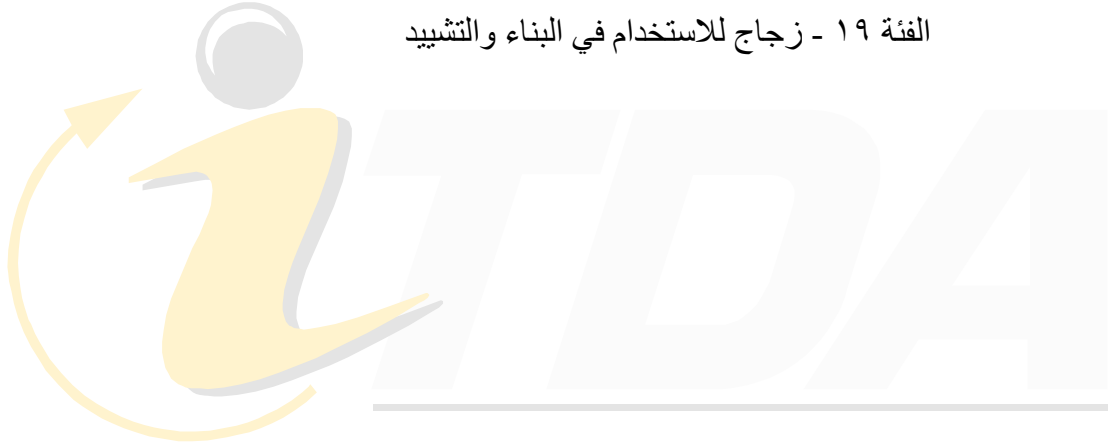 الفئة ١٩ - زجاج للاستخدام في البناء والتشييد
iTDA